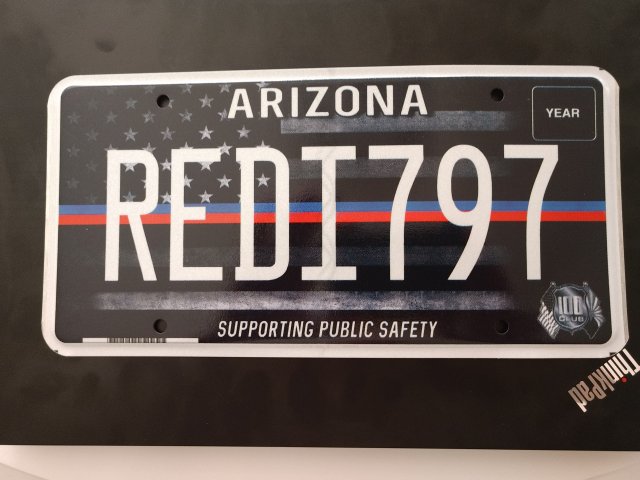 ARIZONA
YEAR
REDI797
100
CLUB
SUPPORTING PUBLIC SAFETY
ThinkPad